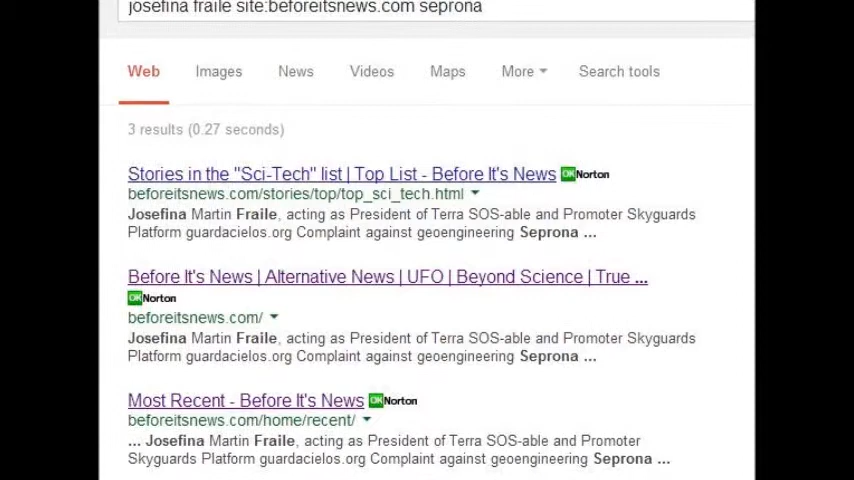 josefina fraile site:beforeitsnews.com seprona
Web Images News Videos Maps More Search tools
3 results (0.27 seconds)
Stories in the "Sci-Tech" list | Top List - Before It's News OK Norton
beforeitsnews.com/stories/top/top_sci_tech.html
Josefina Martin Fraile, acting as President of Terra SOS-able and Promoter Skyguards
Platform guardacielos.org Complaint against geoengineering Seprona ...
Before It's News | Alternative News | UFO | Beyond Science | True ...
OK Norton
beforeitsnews.com/
Josefina Martin Fraile, acting as President of Terra SOS-able and Promoter Skyguards
Platform guardacielos.org Complaint against geoengineering Seprona ...
Most Recent - Before It's News OK Norton
beforeitsnews.com/home/recent/
... Josefina Martin Fraile, acting as President of Terra SOS-able and Promoter
Skyguards Platform guardacielos.org Complaint against geoengineering Seprona ...